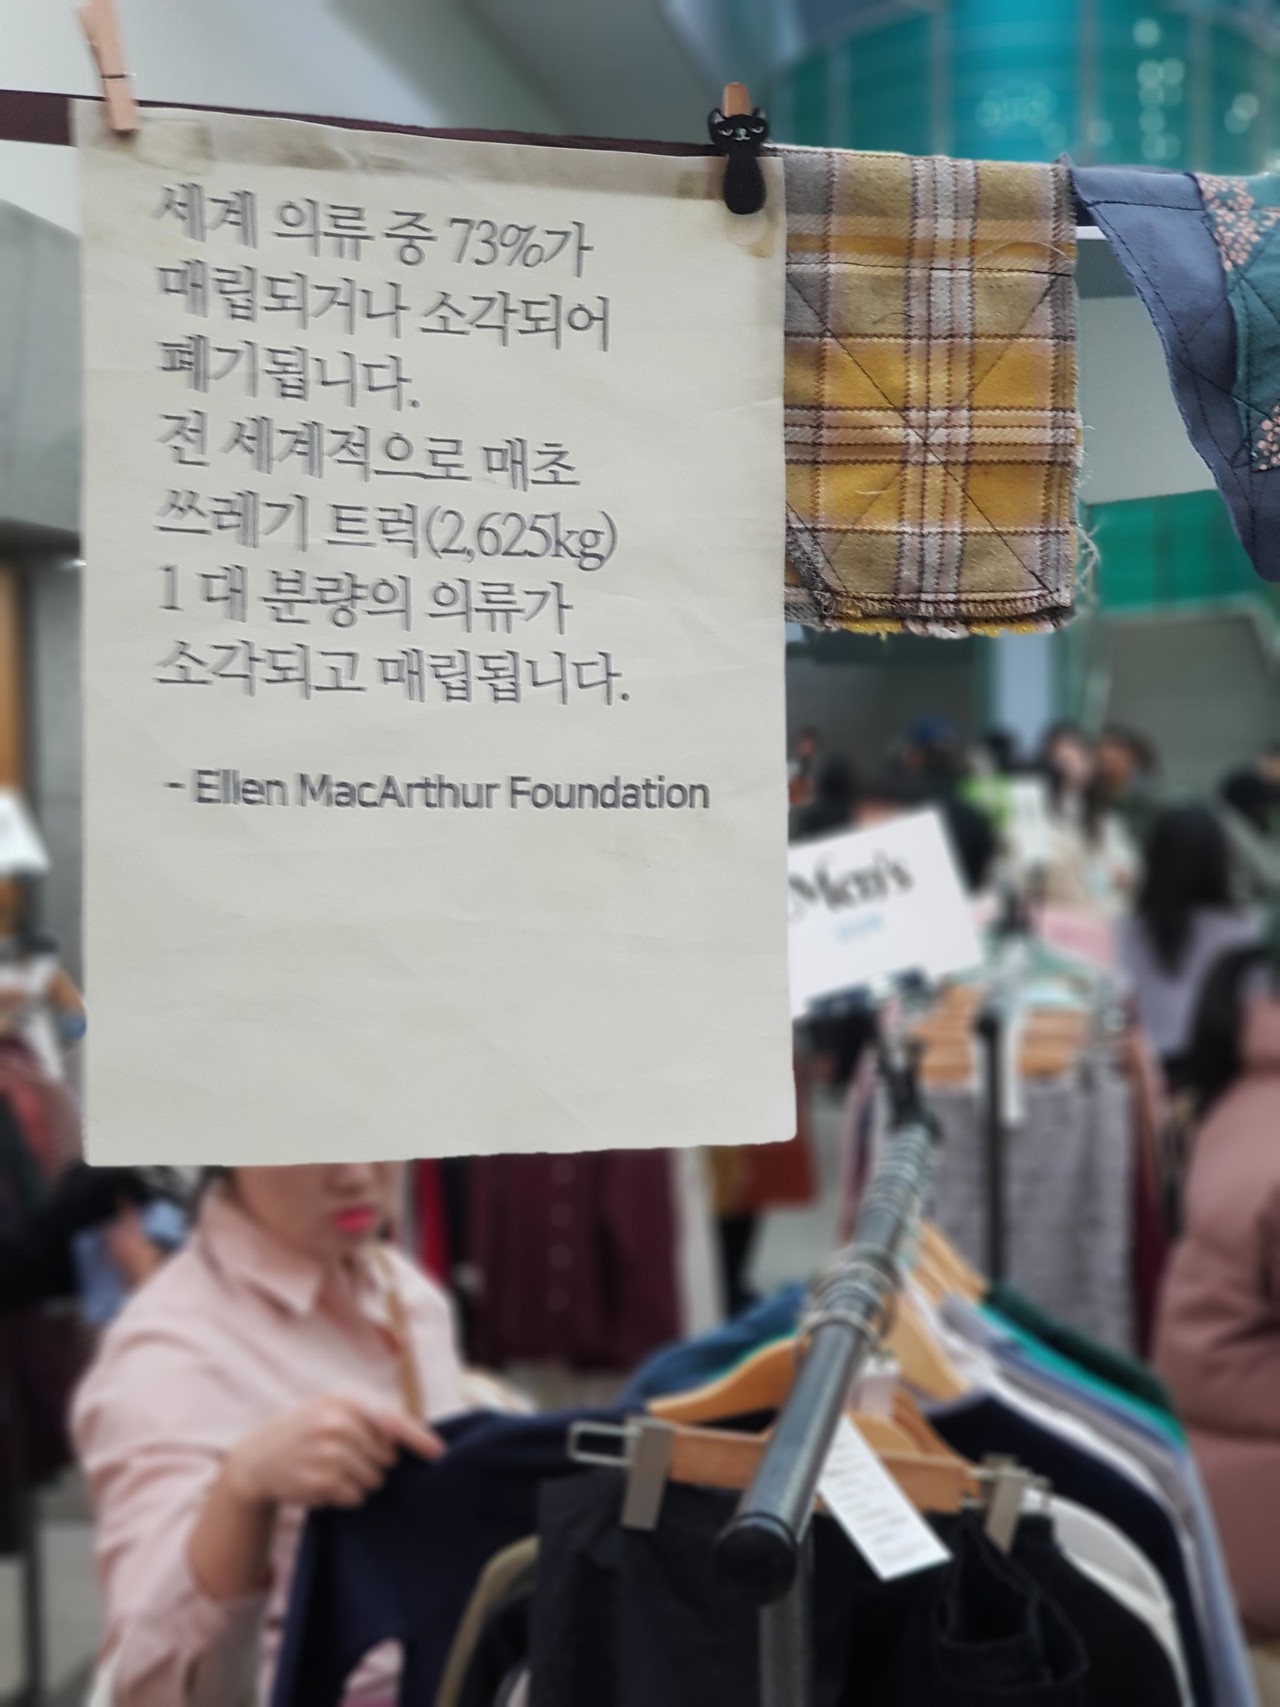 세계 의류 중 73%가
매립되거나 소각되어
폐기됩니다.
전 세계적으로 매초
쓰레기 트럭(2,625kg)
1 대 분량의 의류가
소각되고 매립됩니다.
- Ellen MacArthur Foundation
Men's